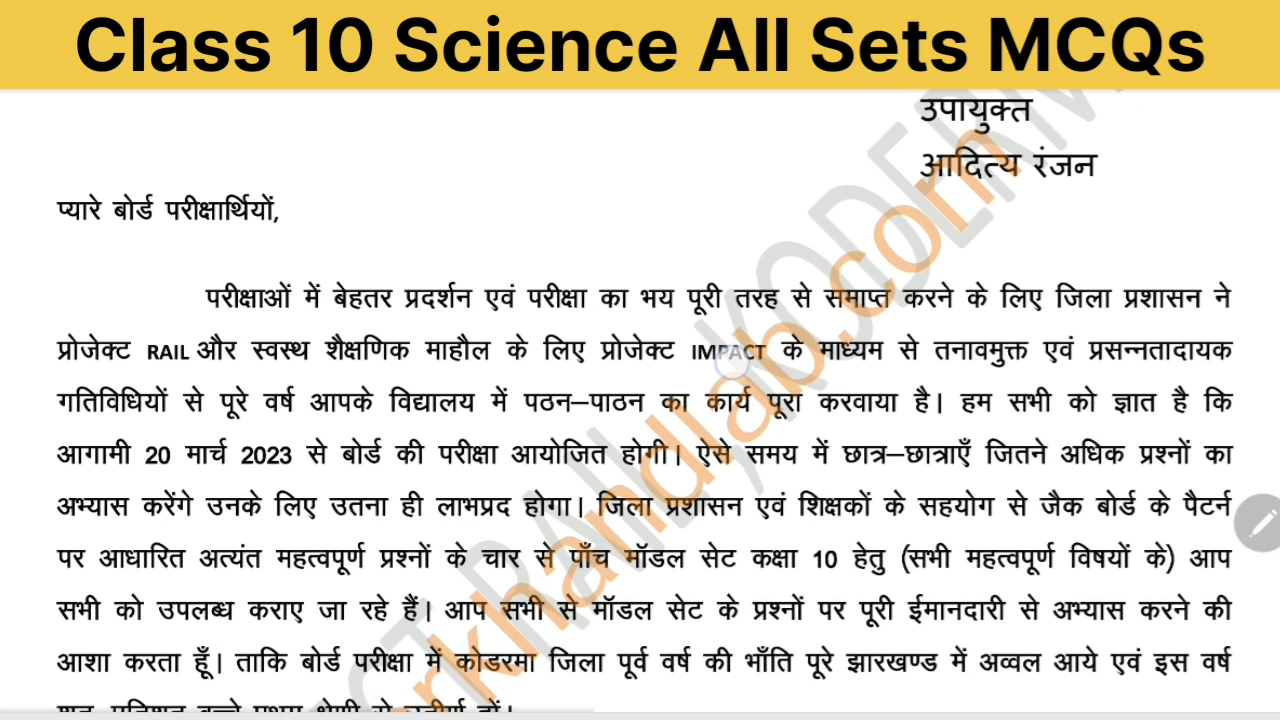 Class 10 Science All Sets MCQs
उपायुक्त
आदित्य रंजन
प्यारे बोर्ड परीक्षार्थियों,
परीक्षाओं में बेहतर प्रदर्शन एवं परीक्षा का भय पूरी तरह से समाप्त करने के लिए जिला प्रशासन ने
प्रोजेक्ट RAIL और स्वस्थ शैक्षणिक माहौल के लिए प्रोजेक्ट IMPACT के माध्यम से तनावमुक्त एवं प्रसन्नतादायक
गतिविधियों से पूरे वर्ष आपके विद्यालय में पठन–पाठन का कार्य पूरा करवाया है। हम सभी को ज्ञात है कि
आगामी 20 मार्च 2023 से बोर्ड की परीक्षा आयोजित होगी। ऐसे समय में छात्र–छात्राएँ जितने अधिक प्रश्नों का
अभ्यास करेंगे उनके लिए उतना ही लाभप्रद होगा। जिला प्रशासन एवं शिक्षकों के सहयोग से जैक बोर्ड के पैटर्न
पर आधारित अत्यंत महत्वपूर्ण प्रश्नों के चार से पाँच मॉडल सेट कक्षा 10 हेतु (सभी महत्वपूर्ण विषयों के) आप
सभी को उपलब्ध कराए जा रहे हैं। आप सभी से मॉडल सेट के प्रश्नों पर पूरी ईमानदारी से अभ्यास करने की
आशा करता हूँ। ताकि बोर्ड परीक्षा में कोडरमा जिला पूर्व वर्ष की भाँति पूरे झारखण्ड में अव्वल आये एवं इस वर्ष
rkhandlab.com